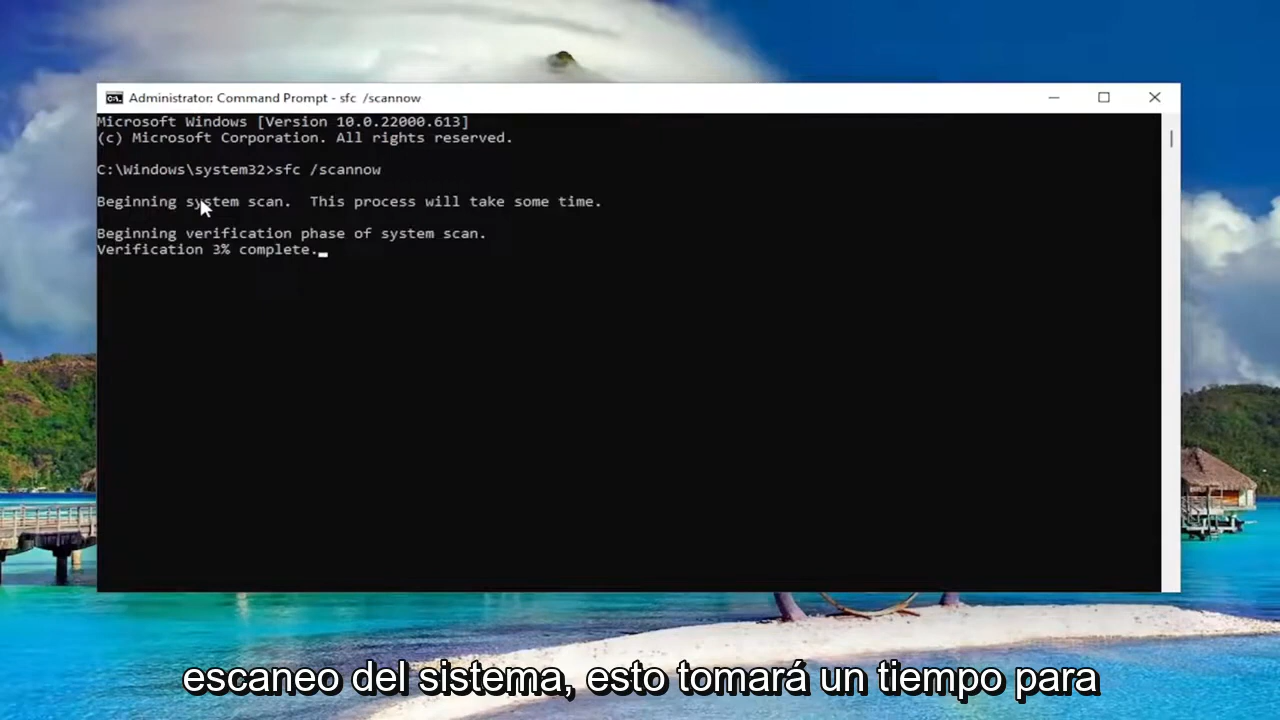 Administrator: Command Prompt - sfc /scannow
Microsoft Windows [Version 10.0.22000.613]
(c) Microsoft Corporation. All rights reserved.
C:\Windows\system32>sfc /scannow
Beginning system scan.  This process will take some time.
Beginning verification phase of system scan.
Verification 3% complete.
escaneo del sistema, esto tomará un tiempo para